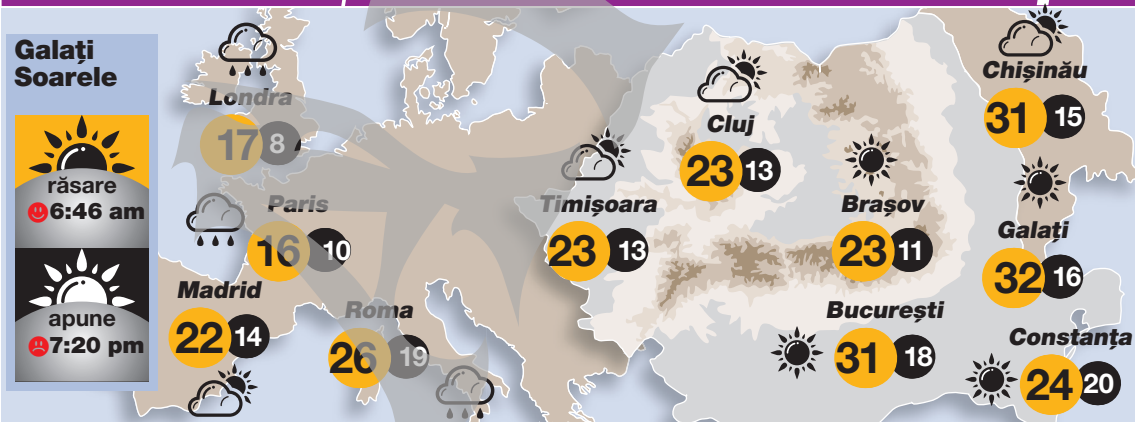 Galați
Soarele
răsare
6:46 am
apune
7:20 pm
Londra
17 8
Paris
16 10
Madrid
22 14
Roma
26 19
Timișoara
23 13
Cluj
23 13
Brașov
23 11
București
31 18
Chișinău
31 15
Galați
32 16
Constanța
24 20